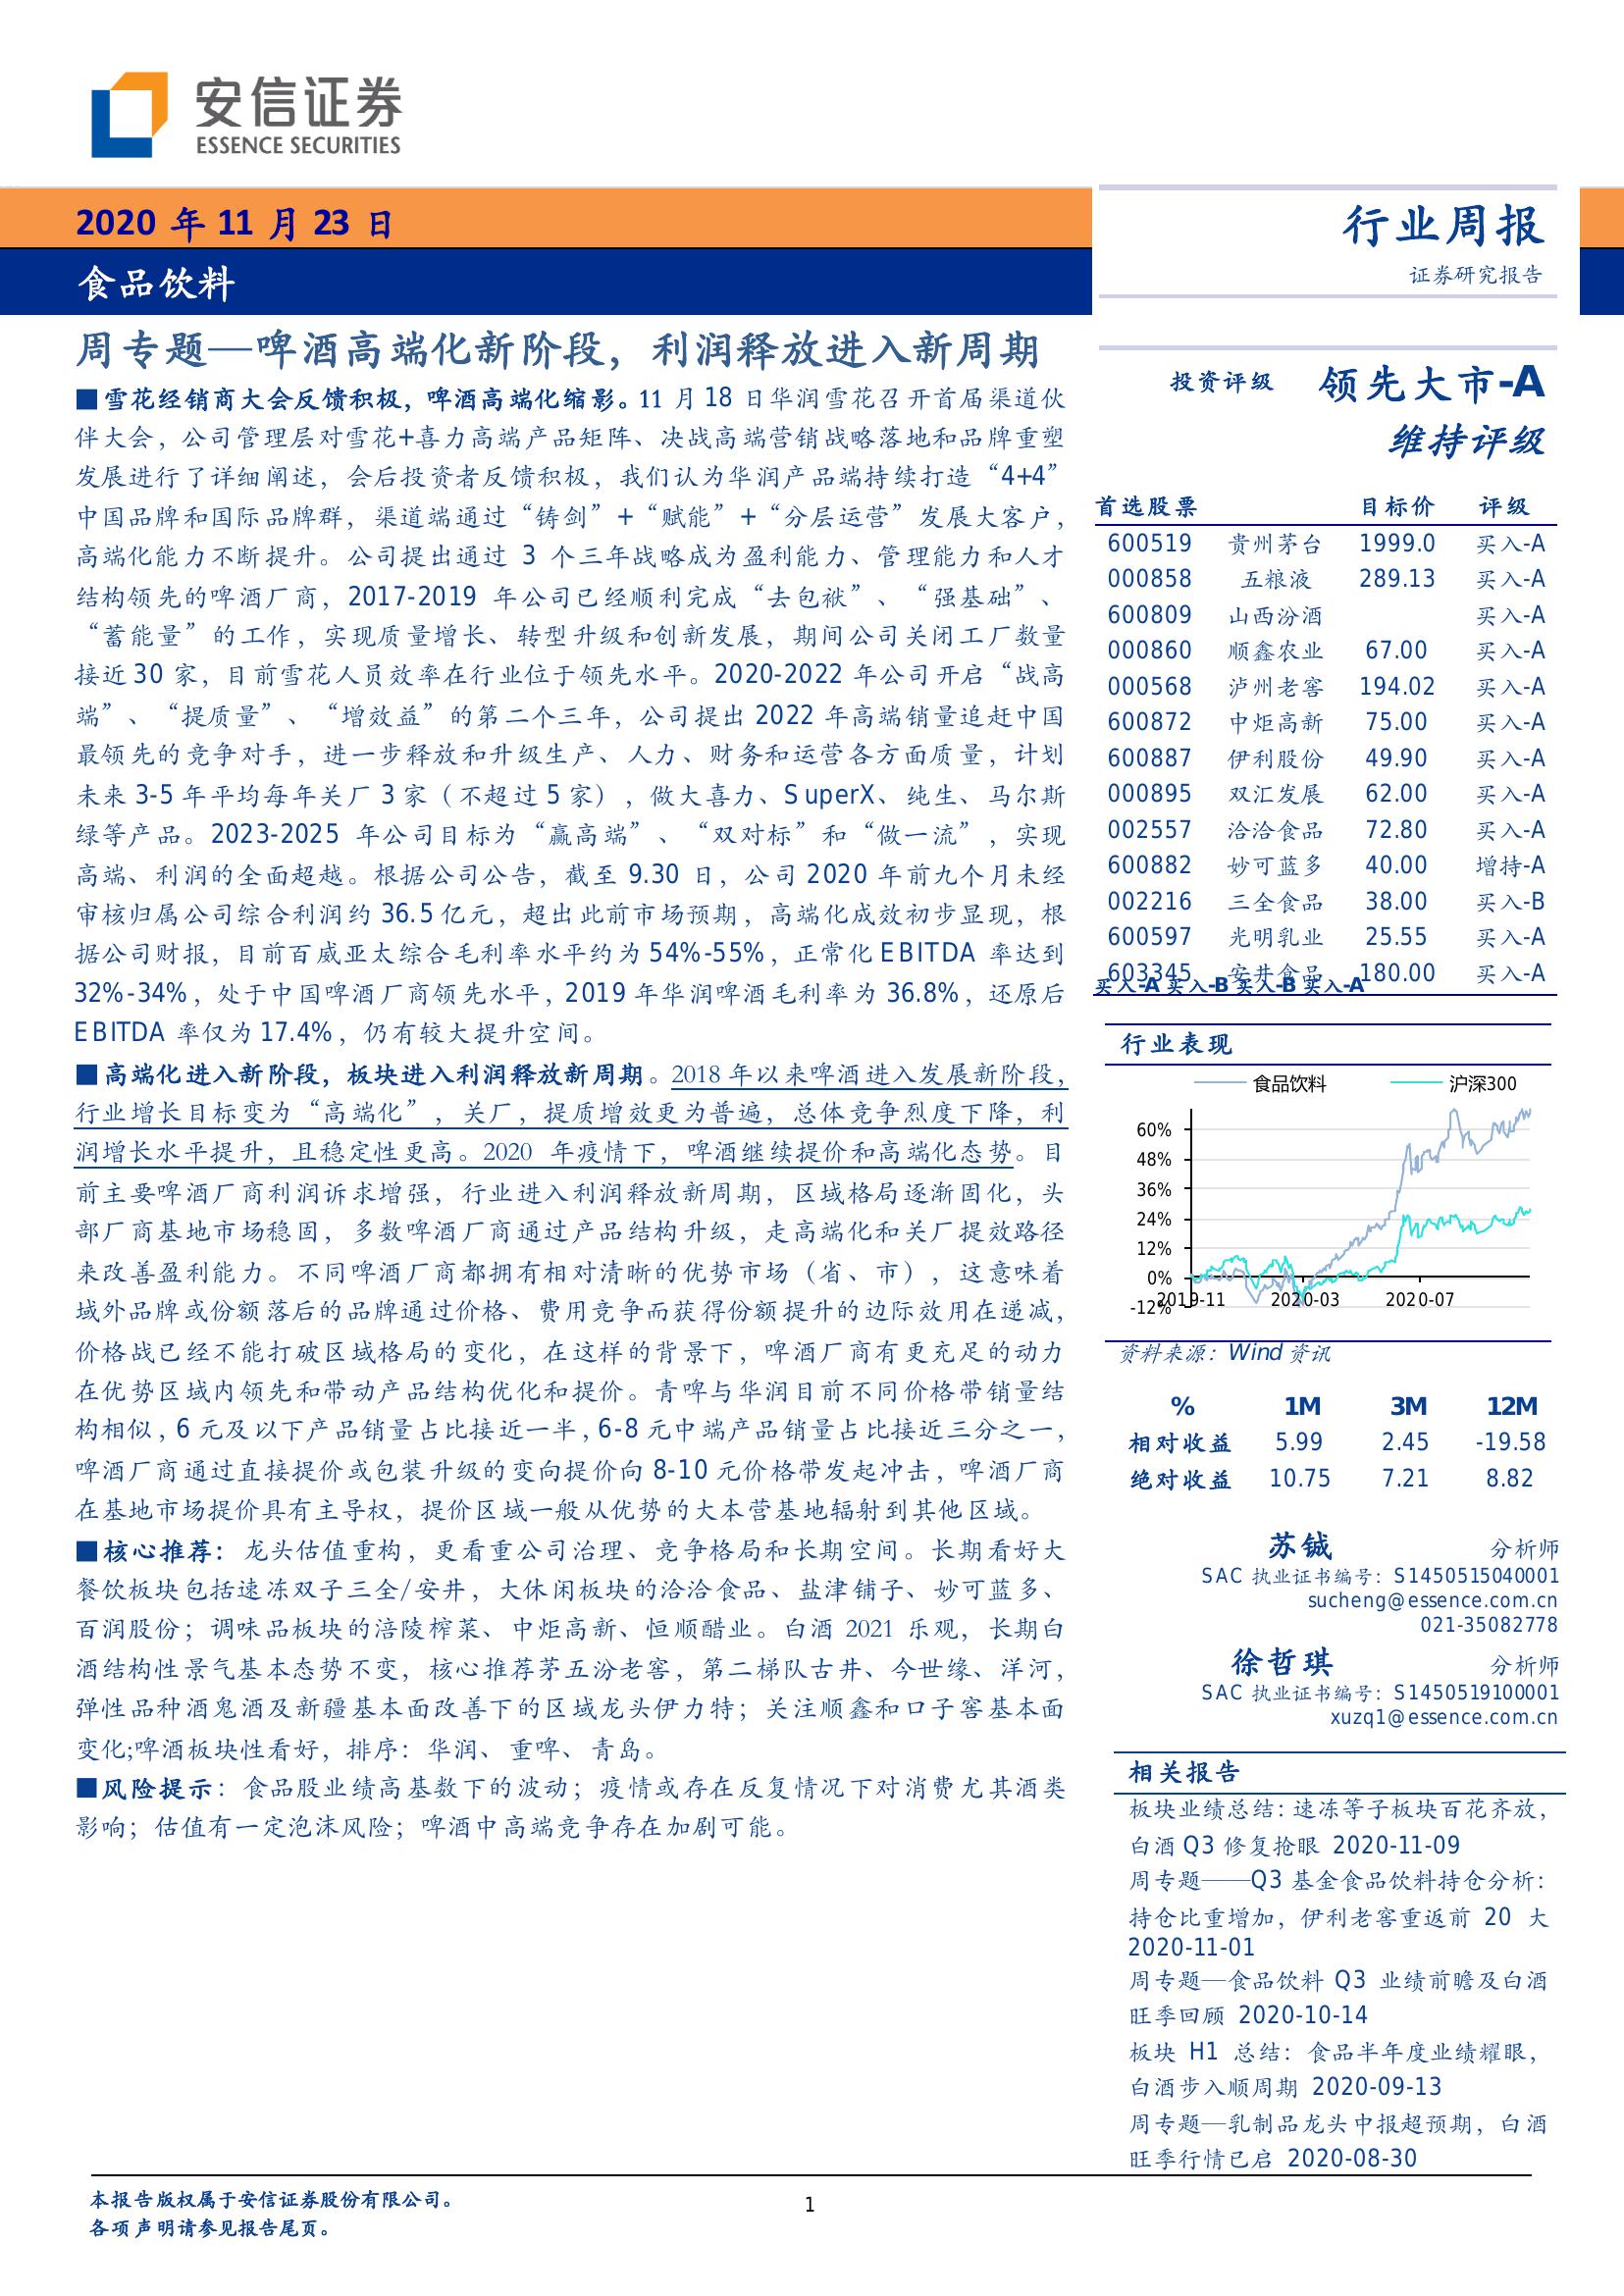 安信证券
ESSENCE SECURITIES
2020 年 11 月 23 日
食品饮料
行业周报
证券研究报告
周专题—啤酒高端化新阶段，利润释放进入新周期
■雪花经销商大会反馈积极，啤酒高端化缩影。11 月 18 日华润雪花召开首届渠道伙
伴大会，公司管理层对雪花+喜力高端产品矩阵、决战高端营销战略落地和品牌重塑
发展进行了详细阐述，会后投资者反馈积极，我们认为华润产品端持续打造“4+4”
中国品牌和国际品牌群，渠道端通过“铸剑”+“赋能”+“分层运营”发展大客户，
高端化能力不断提升。公司提出通过 3 个三年战略成为盈利能力、管理能力和人才
结构领先的啤酒厂商，2017-2019 年公司已经顺利完成“去包袱”、“强基础”、
“蓄能量”的工作，实现质量增长、转型升级和创新发展，期间公司关闭工厂数量
接近 30 家，目前雪花人员效率在行业位于领先水平。2020-2022 年公司开启“战高
端”、“提质量”、“增效益”的第二个三年，公司提出 2022 年高端销量追赶中国
最领先的竞争对手，进一步释放和升级生产、人力、财务和运营各方面质量，计划
未来 3-5 年平均每年关厂 3 家（不超过 5 家），做大喜力、SuperX、纯生、马尔斯
绿等产品。2023-2025 年公司目标为“赢高端”、“双对标”和“做一流”，实现
高端、利润的全面超越。根据公司公告，截至 9.30 日，公司 2020 年前九个月未经
审核归属公司综合利润约 36.5 亿元，超出此前市场预期，高端化成效初步显现，根
据公司财报，目前百威亚太综合毛利率水平约为 54%-55%，正常化 EBITDA 率达到
32%-34%，处于中国啤酒厂商领先水平，2019 年华润啤酒毛利率为 36.8%，还原后
EBITDA 率仅为 17.4%，仍有较大提升空间。
■高端化进入新阶段，板块进入利润释放新周期。2018 年以来啤酒进入发展新阶段，
行业增长目标变为“高端化”，关厂，提质增效更为普遍，总体竞争烈度下降，利
润增长水平提升，且稳定性更高。2020 年疫情下，啤酒继续提价和高端化态势。目
前主要啤酒厂商利润诉求增强，行业进入利润释放新周期，区域格局逐渐固化，头
部厂商基地市场稳固，多数啤酒厂商通过产品结构升级，走高端化和关厂提效路径
来改善盈利能力。不同啤酒厂商都拥有相对清晰的优势市场（省、市），这意味着
域外品牌或份额落后的品牌通过价格、费用竞争而获得份额提升的边际效用在递减，
价格战已经不能打破区域格局的变化，在这样的背景下，啤酒厂商有更充足的动力
在优势区域内领先和带动产品结构优化和提价。青啤与华润目前不同价格带销量结
构相似，6 元及以下产品销量占比接近一半，6-8 元中端产品销量占比接近三分之一，
啤酒厂商通过直接提价或包装升级的变向提价向 8-10 元价格带发起冲击，啤酒厂商
在基地市场提价具有主导权，提价区域一般从优势的大本营基地辐射到其他区域。
■核心推荐：龙头估值重构，更看重公司治理、竞争格局和长期空间。长期看好大
餐饮板块包括速冻双子三全/安井，大休闲板块的洽洽食品、盐津铺子、妙可蓝多、
百润股份；调味品板块的涪陵榨菜、中炬高新、恒顺醋业。白酒 2021 乐观，长期白
酒结构性景气基本态势不变，核心推荐茅五汾老窖，第二梯队古井、今世缘、洋河，
弹性品种酒鬼酒及新疆基本面改善下的区域龙头伊力特；关注顺鑫和口子窖基本面
变化;啤酒板块性看好，排序：华润、重啤、青岛。
■风险提示：食品股业绩高基数下的波动；疫情或存在反复情况下对消费尤其酒类
影响；估值有一定泡沫风险；啤酒中高端竞争存在加剧可能。
投资评级 领先大市-A
维持评级
首选股票 目标价 评级
600519 贵州茅台 1999.0 买入-A
000858 五粮液 289.13 买入-A
600809 山西汾酒 买入-A
000860 顺鑫农业 67.00 买入-A
000568 泸州老窖 194.02 买入-A
600872 中炬高新 75.00 买入-A
600887 伊利股份 49.90 买入-A
000895 双汇发展 62.00 买入-A
002557 洽洽食品 72.80 买入-A
600882 妙可蓝多 40.00 增持-A
002216 三全食品 38.00 买入-B
600597 光明乳业 25.55 买入-A
603345 安井食品 180.00 买入-A
买入-A 买入-B 买入-B 买入-A
行业表现
食品饮料 沪深300
60%
48%
36%
24%
12%
0%
-12%
2019-11 2020-03 2020-07
资料来源：Wind 资讯
% 1M 3M 12M
相对收益 5.99 2.45 -19.58
绝对收益 10.75 7.21 8.82
苏铖 分析师
SAC 执业证书编号：S1450515040001
sucheng@essence.com.cn
021-35082778
徐哲琪 分析师
SAC 执业证书编号：S1450519100001
xuzq1@essence.com.cn
相关报告
板块业绩总结：速冻等子板块百花齐放，
白酒 Q3 修复抢眼 2020-11-09
周专题——Q3 基金食品饮料持仓分析：
持仓比重增加，伊利老窖重返前 20 大
2020-11-01
周专题—食品饮料 Q3 业绩前瞻及白酒
旺季回顾 2020-10-14
板块 H1 总结：食品半年度业绩耀眼，
白酒步入顺周期 2020-09-13
周专题—乳制品龙头中报超预期，白酒
旺季行情已启 2020-08-30
本报告版权属于安信证券股份有限公司。
各项声明请参见报告尾页。
1